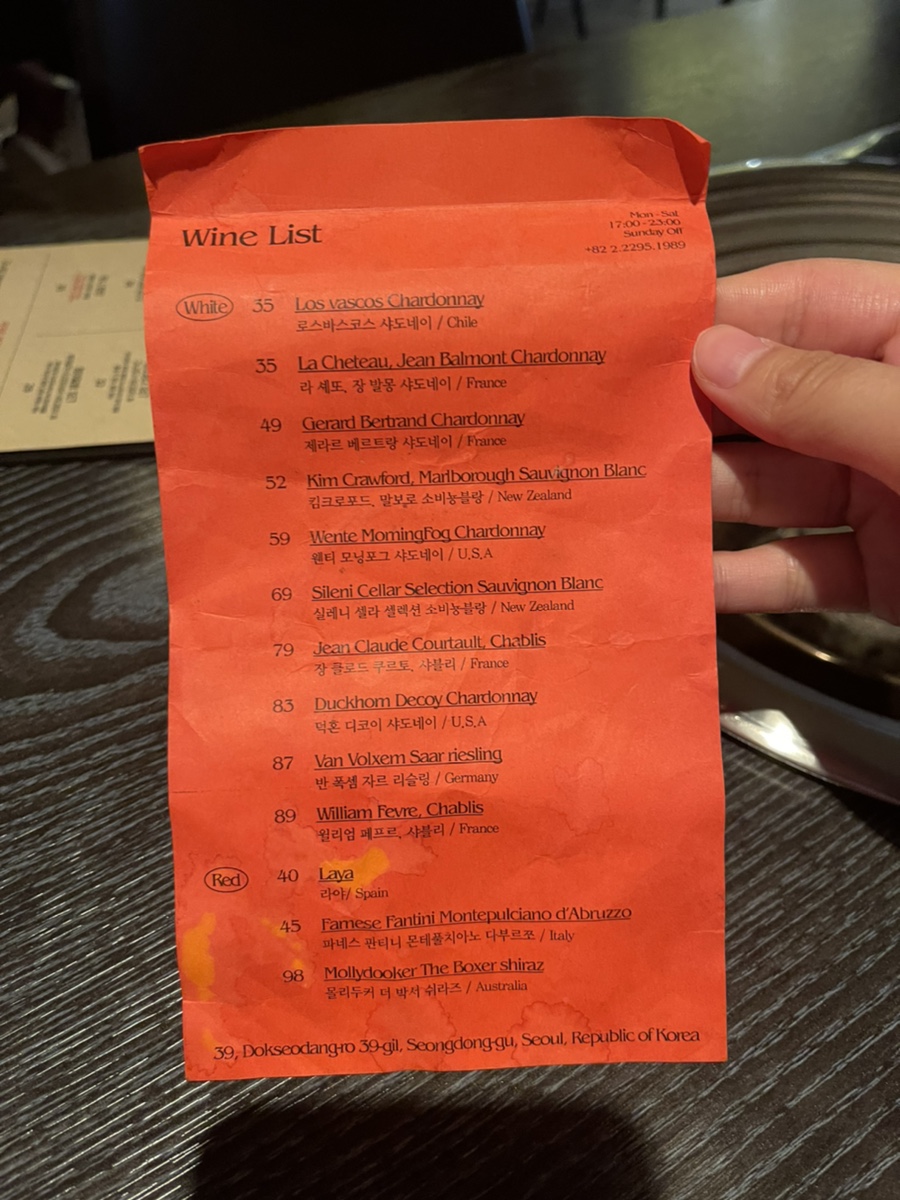 Wine List
Mon - Sat
17:00 - 23:00
Sunday Off
+82 2.2295.1989
White
35 Los vascos Chardonnay
로스바스코스 샤도네이 / Chile
35 La Cheteau, Jean Balmont Chardonnay
라 셰또, 장 발몽 샤도네이 / France
49 Gerard Bertrand Chardonnay
제라르 베르트랑 샤도네이 / France
52 Kim Crawford, Marlborough Sauvignon Blanc
킴크로포드, 말보로 소비뇽블랑 / New Zealand
59 Wente MorningFog Chardonnay
웬티 모닝포그 샤도네이 / U.S.A
69 Sileni Cellar Selection Sauvignon Blanc
실레니 셀라 셀렉션 소비뇽블랑 / New Zealand
79 Jean Claude Courtault, Chablis
장 클로드 쿠르토, 샤블리 / France
83 Duckhorn Decoy Chardonnay
덕혼 디코이 샤도네이 / U.S.A
87 Van Volxem Saar riesling
반 폭셈 자르 리슬링 / Germany
89 William Fevre, Chablis
윌리엄 페프르, 샤블리 / France
Red
40 Laya
라야/ Spain
45 Farnese Fantini Montepulciano d'Abruzzo
파네스 판티니 몬테풀치아노 다부르쪼 / Italy
98 Mollydooker The Boxer shiraz
몰리두커 더 박서 쉬라즈 / Australia
39, Dokseodang-ro 39-gil, Seongdong-gu, Seoul, Republic of Korea